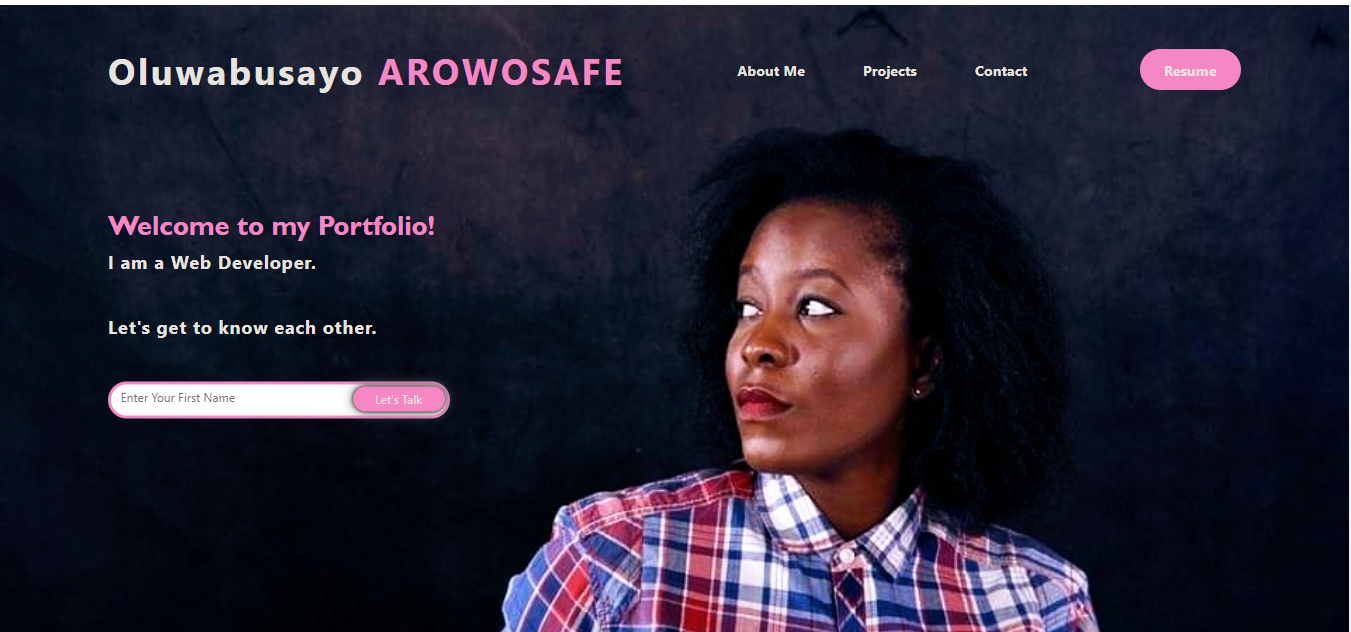 Oluwabusayo AROWOSAFE About Me Projects Contact Resume
Welcome to my Portfolio!
I am a Web Developer.
Let's get to know each other.
Enter Your First Name Let's Talk